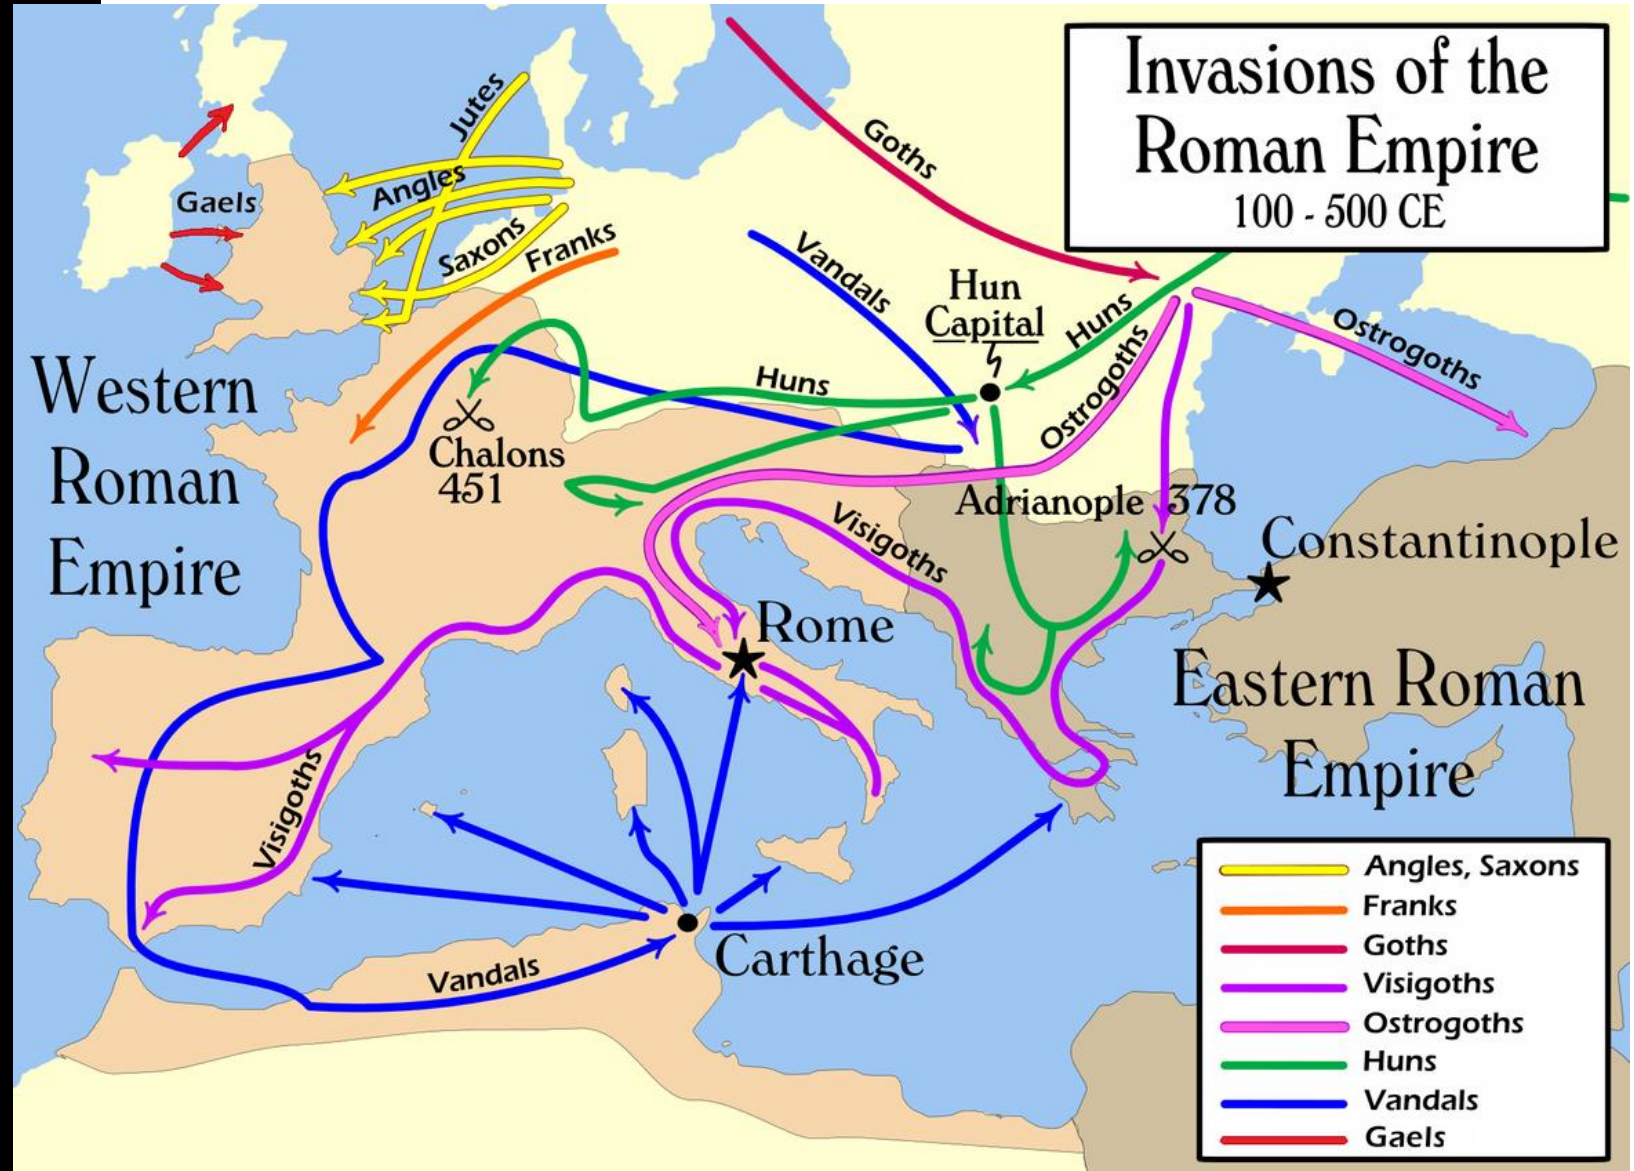 Invasions of the
Roman Empire
100 - 500 CE
Jutes
Goths
Angles
Gaels
Saxons
Franks
Vandals
Hun
Capital
Huns
Ostrogoths
Ostrogoths
Western
Roman
Empire
Huns
Chalons
451
Adrianople 378
Visigoths
Constantinople
Rome
Eastern Roman
Empire
Visigoths
Carthage
Vandals
Angles, Saxons
Franks
Goths
Visigoths
Ostrogoths
Huns
Vandals
Gaels